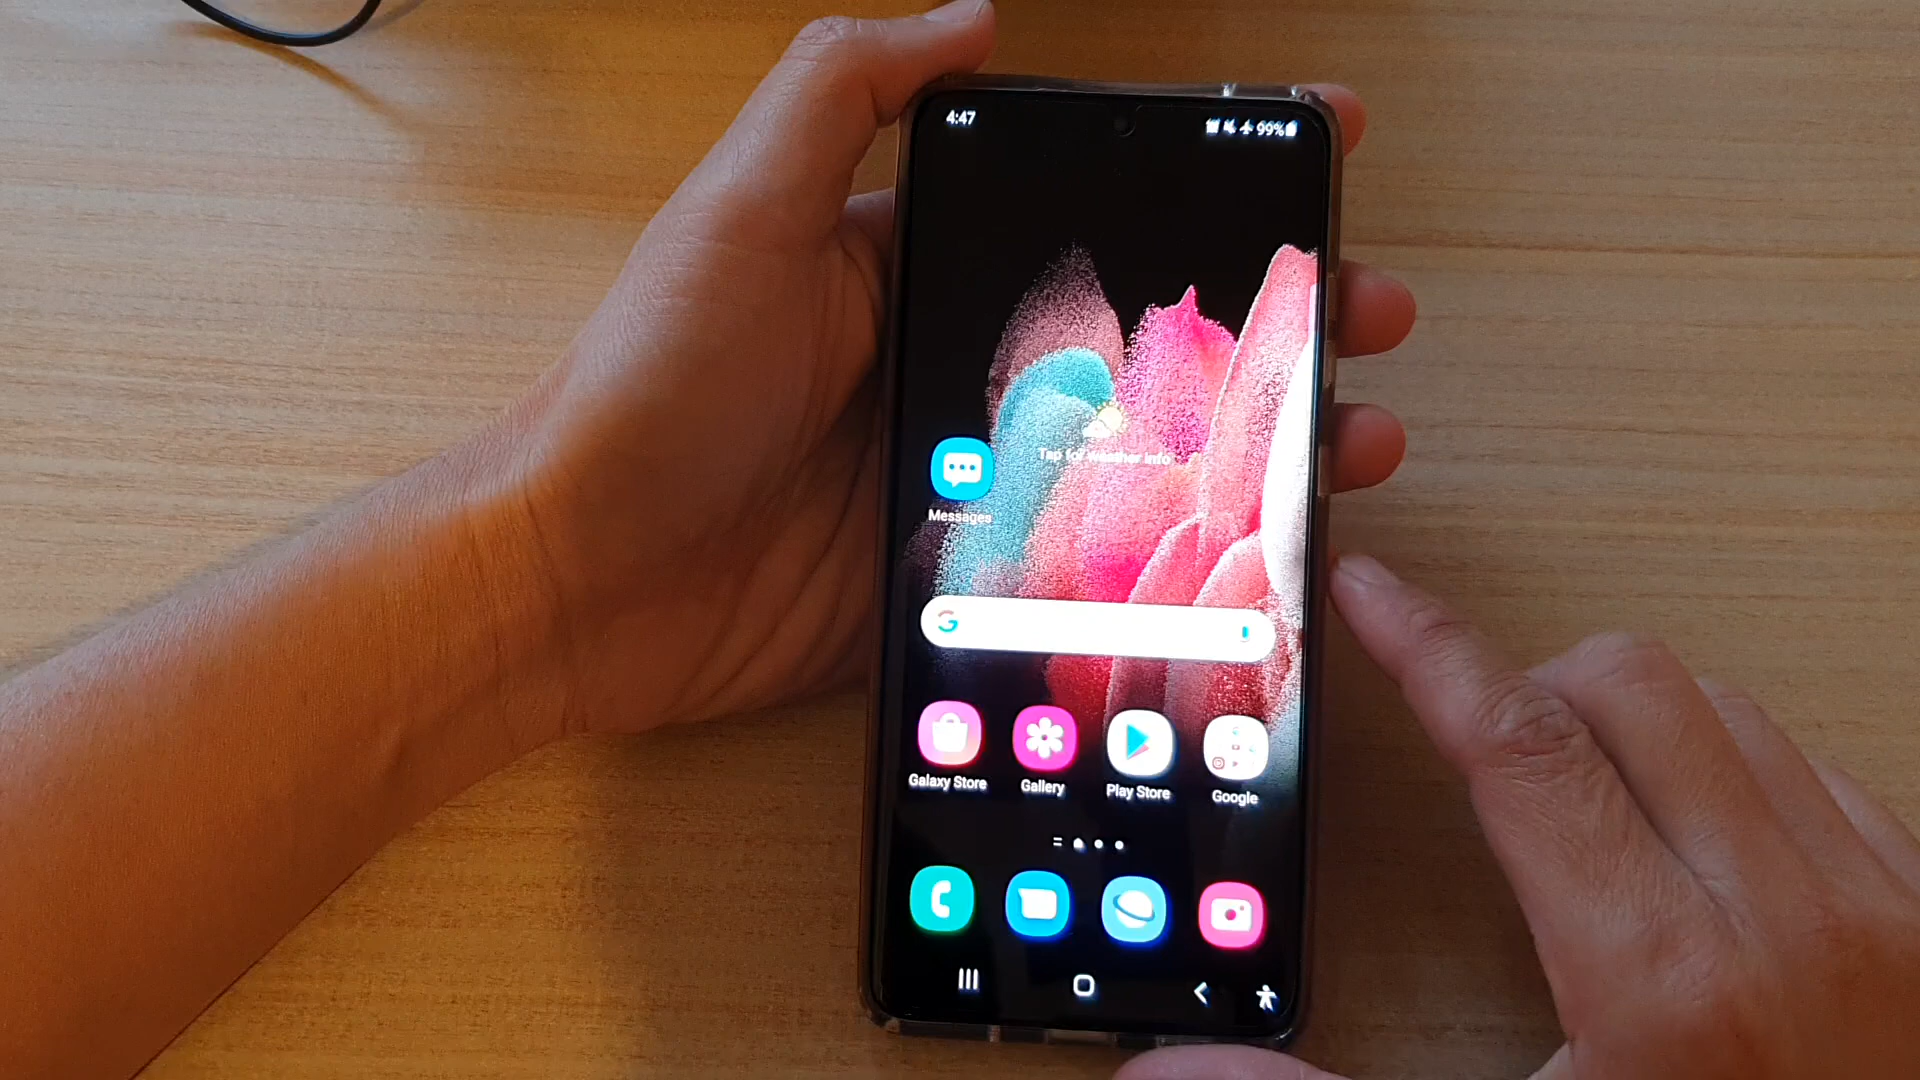 4:47
99%
Tap for weather info
Messages
G
Galaxy Store
Gallery
Play Store
Google